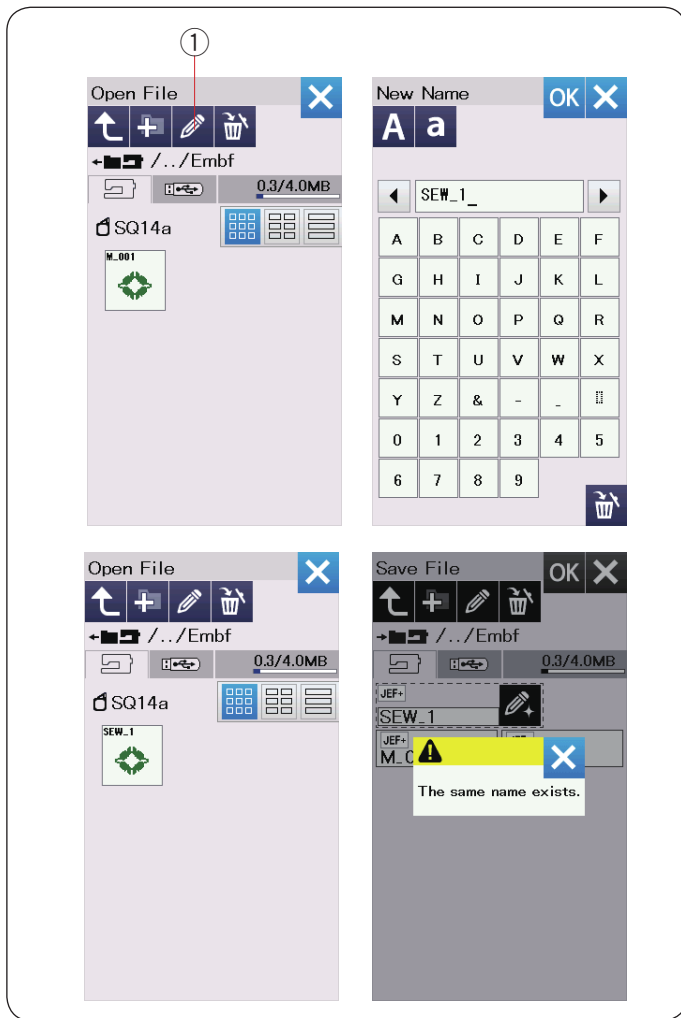 ①
Open File
/../Embf
0.3/4.0MB
SQ14a
M_001
New Name
OK
A a
SEW_1_
A B C D E F
G H I J K L
M N O P Q R
S T U V W X
Y Z & - _
0 1 2 3 4 5
6 7 8 9
Open File
/../Embf
0.3/4.0MB
SQ14a
SEW_1
Save File
OK
/../Embf
0.3/4.0MB
JEF+
SEW_1
JEF+
The same name exists.